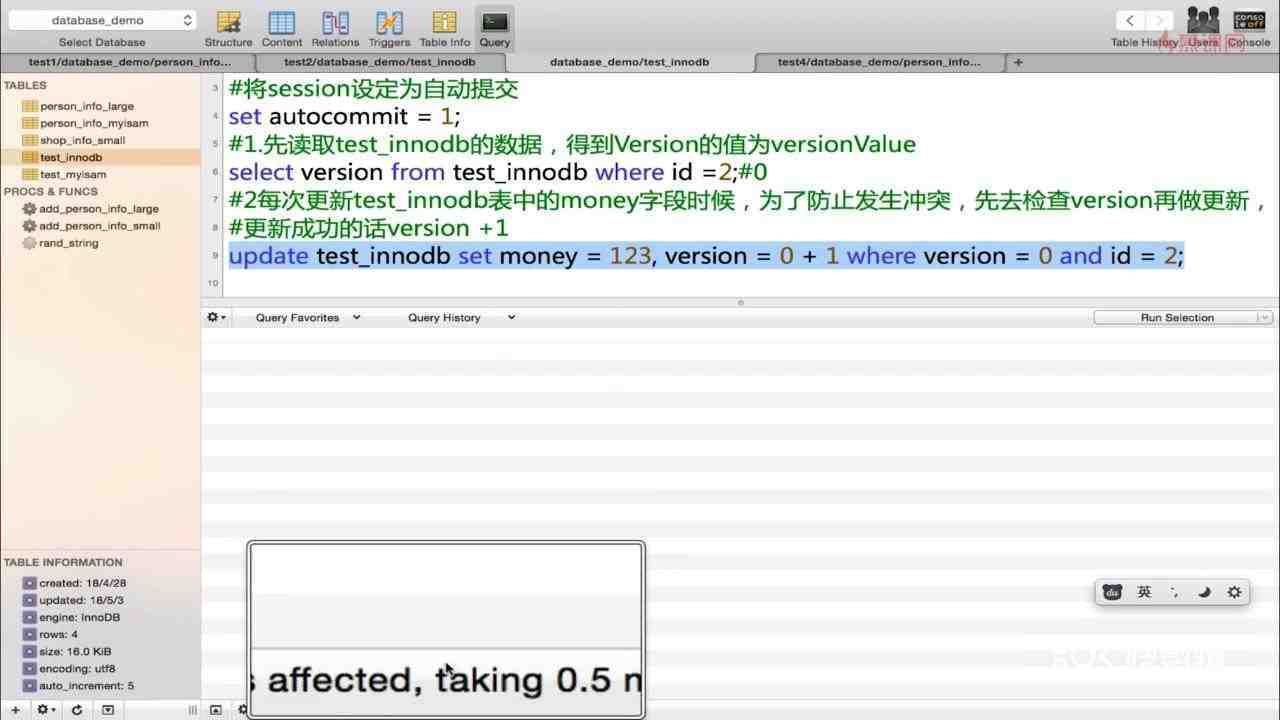 database_demo
Select Database
Structure
Content
Relations
Triggers
Table Info
Query
Table History
Users
Console
conso
le off
test1/database_demo/person_info...
test2/database_demo/test_innodb
database_demo/test_innodb
test4/database_demo/person_info...
+
TABLES
person_info_large
person_info_myisam
shop_info_small
test_innodb
test_myisam
PROCS & FUNCS
add_person_info_large
add_person_info_small
rand_string
3 #将session设定为自动提交
4 set autocommit = 1;
5 #1.先读取test_innodb的数据，得到Version的值为versionValue
6 select version from test_innodb where id =2;#0
7 #2每次更新test_innodb表中的money字段时候，为了防止发生冲突，先去检查version再做更新，
8 #更新成功的话version +1
9 update test_innodb set money = 123, version = 0 + 1 where version = 0 and id = 2;
10
Query Favorites
Query History
Run Selection
TABLE INFORMATION
created: 18/4/28
updated: 18/5/3
engine: InnoDB
rows: 4
size: 16.0 KiB
encoding: utf8
auto_increment: 5
s affected, taking 0.5 m
du 英